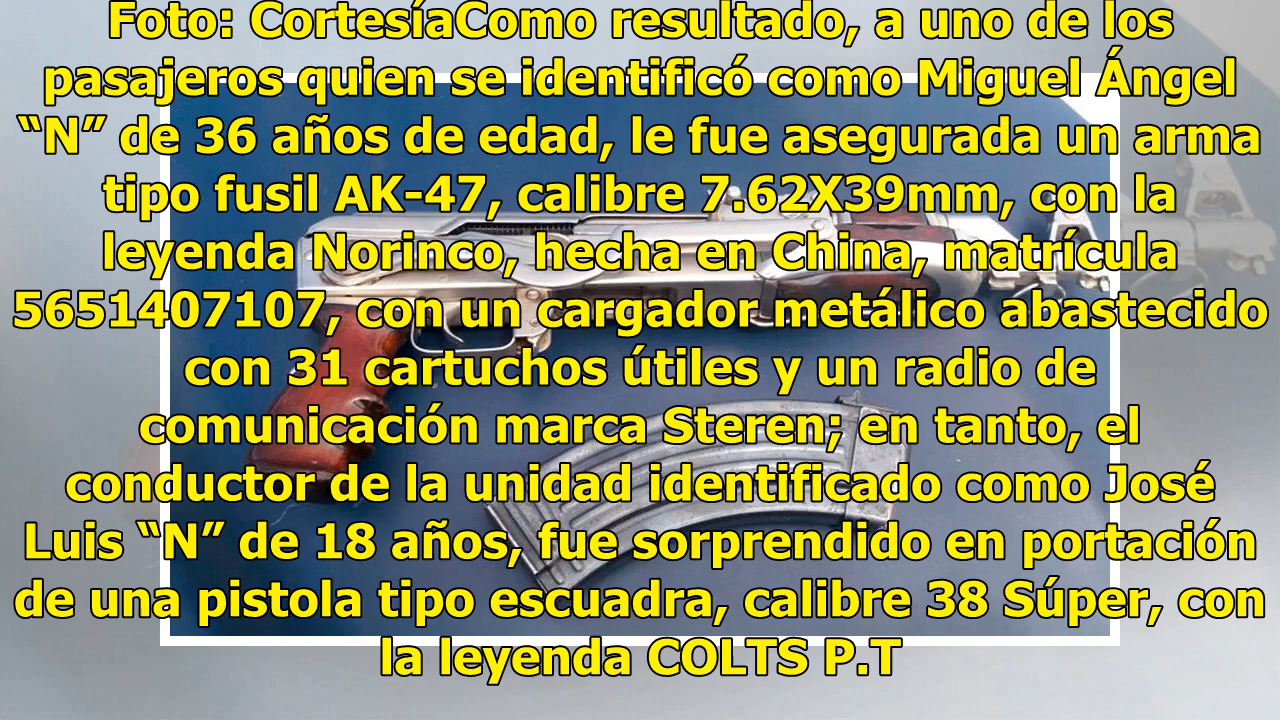 Foto: CortesíaComo resultado, a uno de los
pasajeros quien se identificó como Miguel Ángel
“N” de 36 años de edad, le fue asegurada un arma
tipo fusil AK-47, calibre 7.62X39mm, con la
leyenda Norinco, hecha en China, matrícula
5651407107, con un cargador metálico abastecido
con 31 cartuchos útiles y un radio de
comunicación marca Steren; en tanto, el
conductor de la unidad identificado como José
Luis “N” de 18 años, fue sorprendido en portación
de una pistola tipo escuadra, calibre 38 Súper, con
la leyenda COLTS P.T